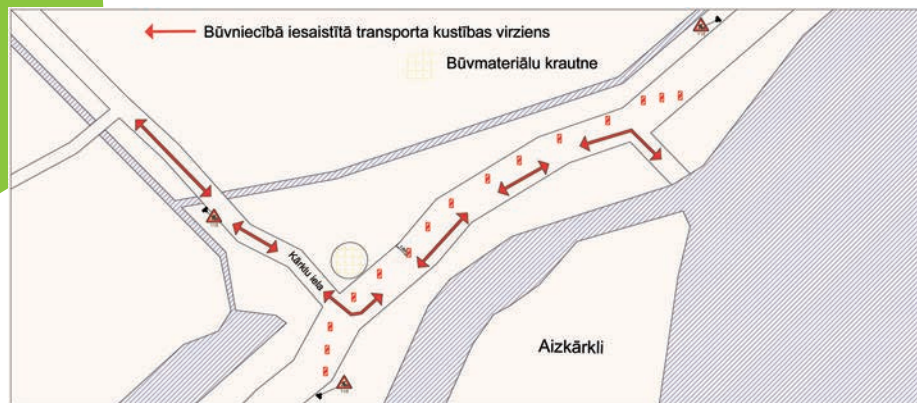 Būvniecībā iesaistītā transporta kustības virziens
Būvmateriālu krautne
Kārklu iela
Aizkārkli